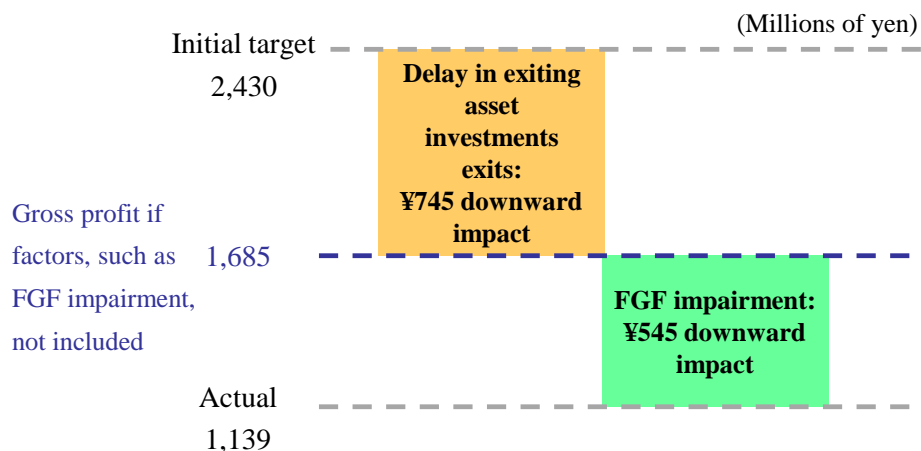 (Millions of yen)
Initial target
2,430
Delay in exiting
asset
investments
exits:
¥745 downward
impact
Gross profit if
factors, such as
FGF impairment,
not included
1,685
FGF impairment:
¥545 downward
impact
Actual
1,139